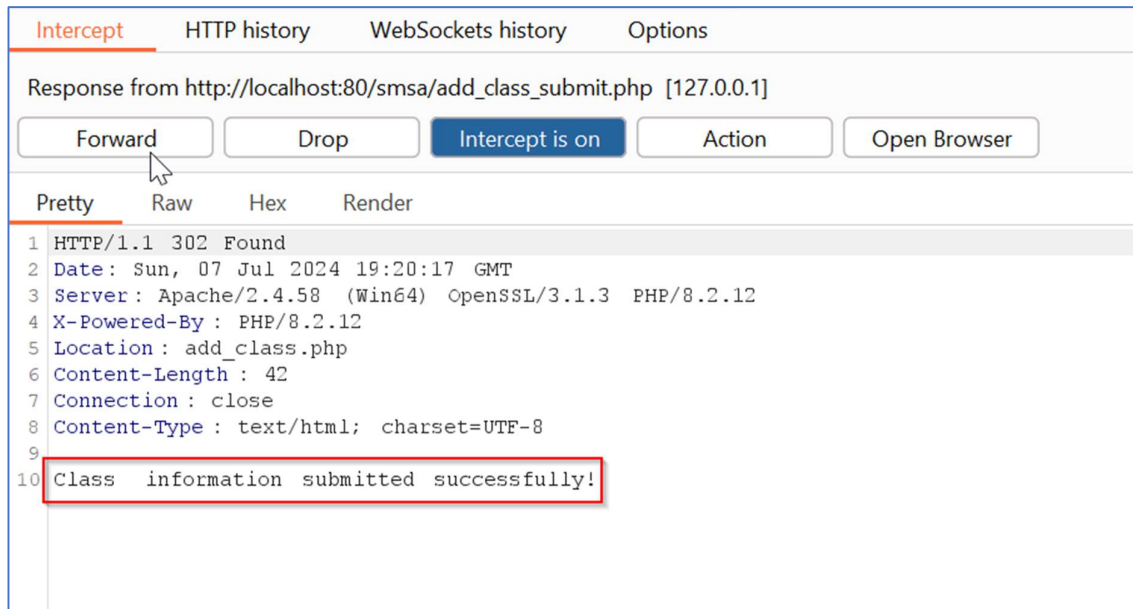 Intercept HTTP history WebSockets history Options
Response from http://localhost:80/smsa/add_class_submit.php [127.0.0.1]
Forward Drop Intercept is on Action Open Browser
Pretty Raw Hex Render
1 HTTP/1.1 302 Found
2 Date: Sun, 07 Jul 2024 19:20:17 GMT
3 Server: Apache/2.4.58 (Win64) OpenSSL/3.1.3 PHP/8.2.12
4 X-Powered-By: PHP/8.2.12
5 Location: add_class.php
6 Content-Length: 42
7 Connection: close
8 Content-Type: text/html; charset=UTF-8
9
10 Class information submitted successfully!